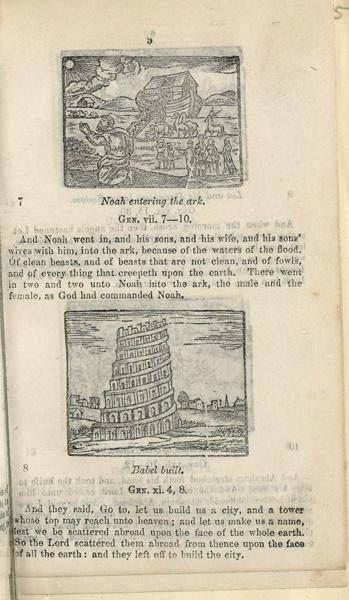 5
7
Noah entering the ark.
GEN. vii. 7—10.
And Noah went in, and his sons, and his wife, and his sons'
wives with him, into the ark, because of the waters of the flood.
Of clean beasts, and of beasts that are not clean, and of fowls,
and of every thing that creepeth upon the earth. There went
in two and two unto Noah into the ark, the male and the
female, as God had commanded Noah.
8
Babel built.
GEN. xi. 4, 8.
And they said, Go to, let us build us a city, and a tower
whose top may reach unto heaven; and let us make us a name,
lest we be scattered abroad upon the face of the whole earth.
So the Lord scattered them abroad from thence upon the face
of all the earth: and they left off to build the city.